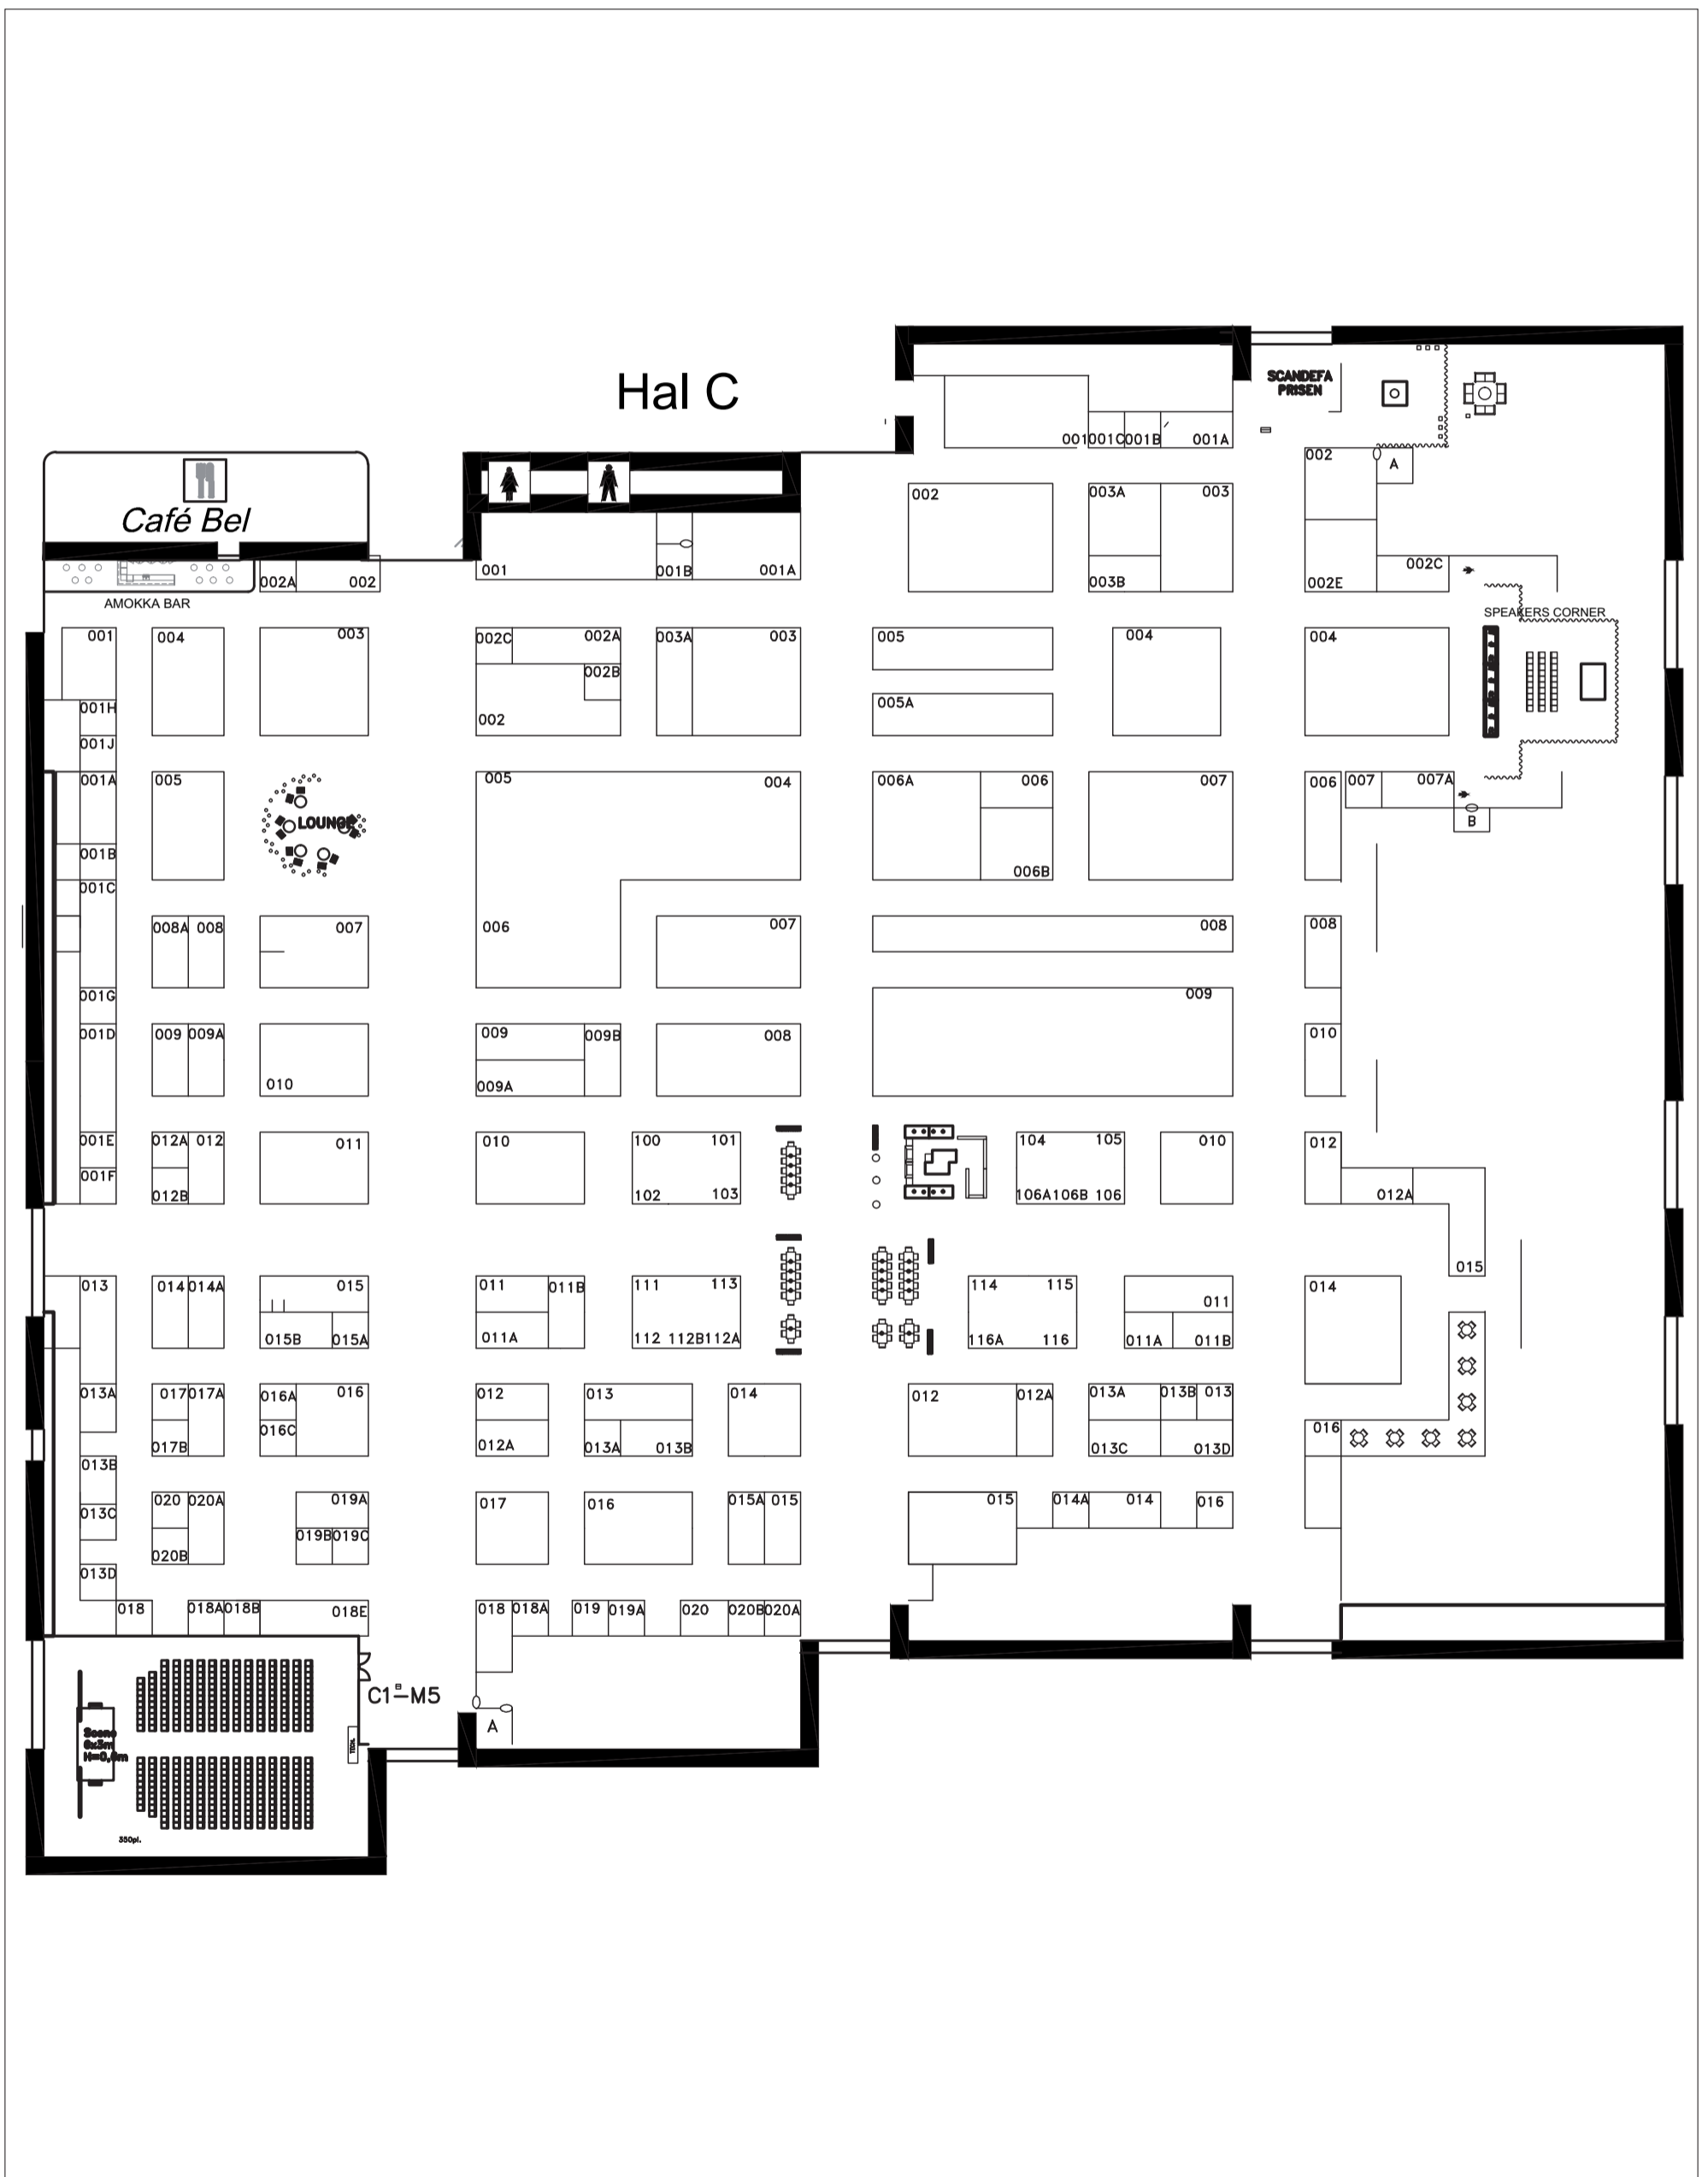 Hal C
SCANDEFA
PRISEN
001 001C 001B 001A
002 A
Café Bel
002 003A 003
001 001B 001A
002A 002
003B 002E 002C
AMOKKA BAR
SPEAKERS CORNER
001 004 003 002C 002A 003A 003 005 004 004
002B
001H 002 005A
001J
001A 005 005 004 006A 006 007 006 007 007A
LOUNGE
B
001B
006B
001C
008A 008 007 006 007 008 008
001G 009
001D 009 009A 009 009B 008 010
010 009A
001E 012A 012 011 010 100 101 104 105 010 012
001F
012B 102 103 106A 106B 106 012A
015
013 014 014A 015 011 011B 111 113 114 115 014
011
015B 015A 011A 112 112B 112A 116A 116 011A 011B
013A 017 017A 016A 016 012 013 014 012 012A 013A 013B 013
016C 016
017B 012A 013A 013B 013C 013D
013B
020 020A 019A 017 016 015A 015 015 014A 014 016
013C
019B 019C
020B
013D
018 018A 018B 018E 018 018A 019 019A 020 020B 020A
C1-M5
A
Scene
6x3m
H=0,6m
TECH.
350pl.